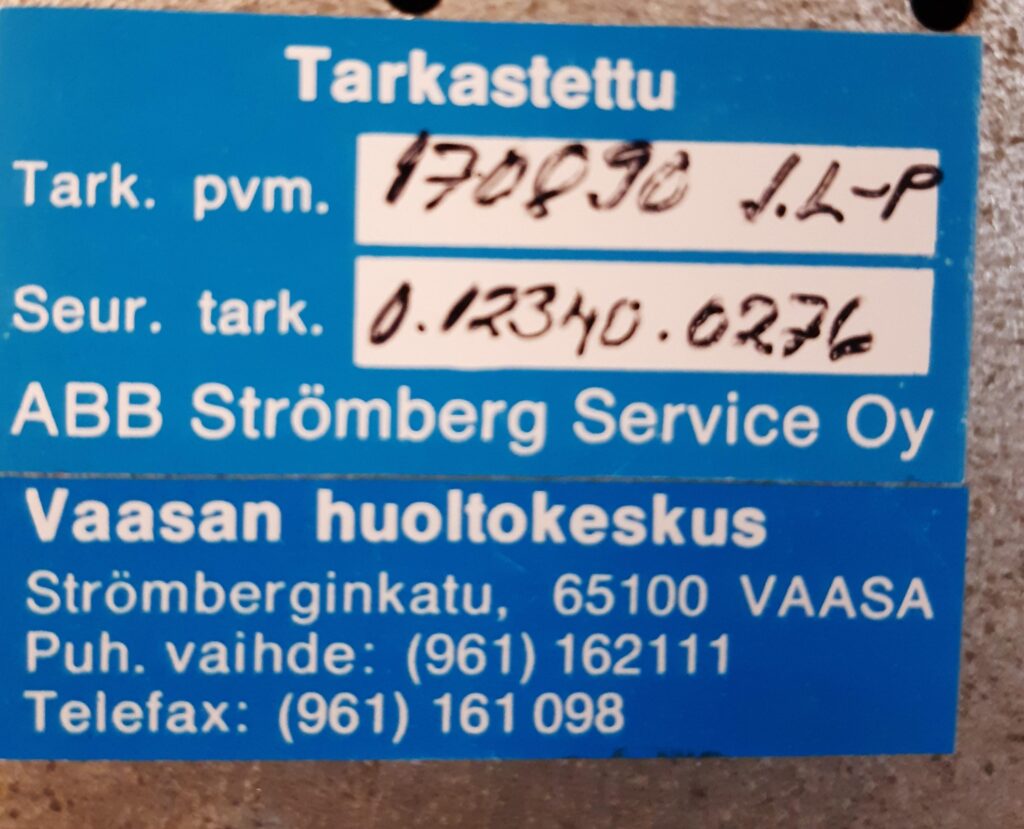 Tarkastettu
Tark. pvm. 170890 J.L-P
Seur. tark. 0.12340.0276
ABB Strömberg Service Oy
Vaasan huoltokeskus
Strömberginkatu, 65100 VAASA
Puh. vaihde: (961) 162111
Telefax: (961) 161 098